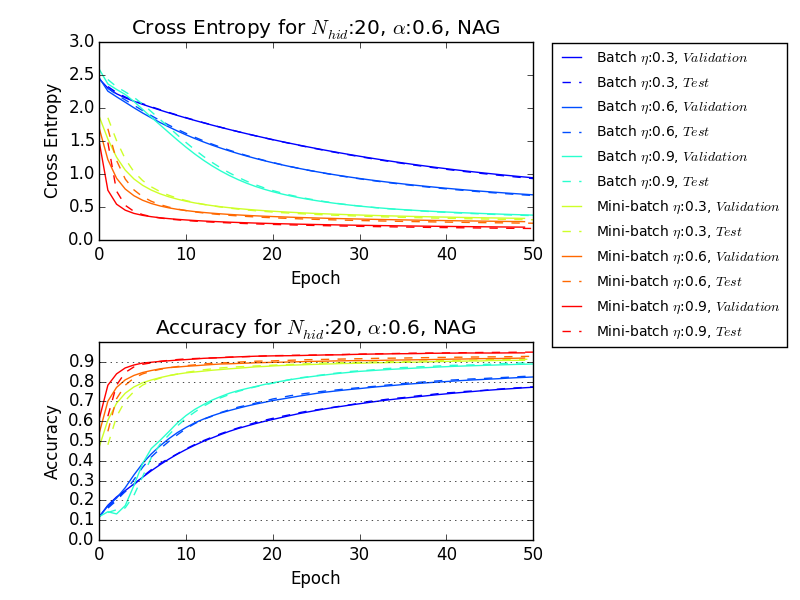 Cross Entropy for N_hid:20, α:0.6, NAG
3.0
2.5
2.0
1.5
1.0
0.5
0.0
Cross Entropy
0 10 20 30 40 50
Epoch
Batch η:0.3, Validation
Batch η:0.3, Test
Batch η:0.6, Validation
Batch η:0.6, Test
Batch η:0.9, Validation
Batch η:0.9, Test
Mini-batch η:0.3, Validation
Mini-batch η:0.3, Test
Mini-batch η:0.6, Validation
Mini-batch η:0.6, Test
Mini-batch η:0.9, Validation
Mini-batch η:0.9, Test
Accuracy for N_hid:20, α:0.6, NAG
0.9
0.8
0.7
0.6
0.5
0.4
0.3
0.2
0.1
0.0
Accuracy
0 10 20 30 40 50
Epoch